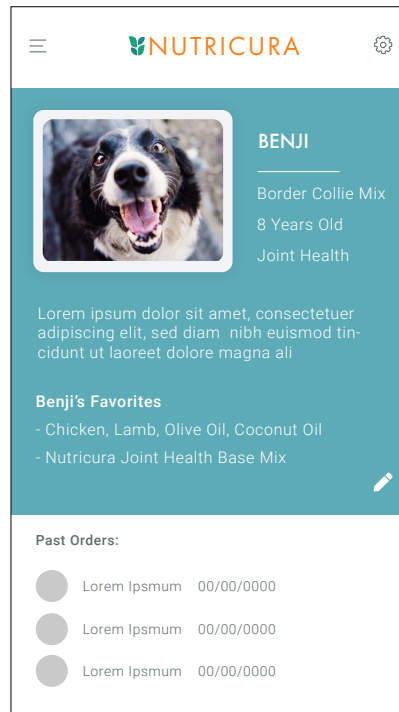 NUTRICURA
BENJI
Border Collie Mix
8 Years Old
Joint Health
Lorem ipsum dolor sit amet, consectetuer
adipiscing elit, sed diam  nibh euismod tin-
cidunt ut laoreet dolore magna ali
Benji’s Favorites
- Chicken, Lamb, Olive Oil, Coconut Oil
- Nutricura Joint Health Base Mix
Past Orders:
Lorem Ipsmum 00/00/0000
Lorem Ipsmum 00/00/0000
Lorem Ipsmum 00/00/0000